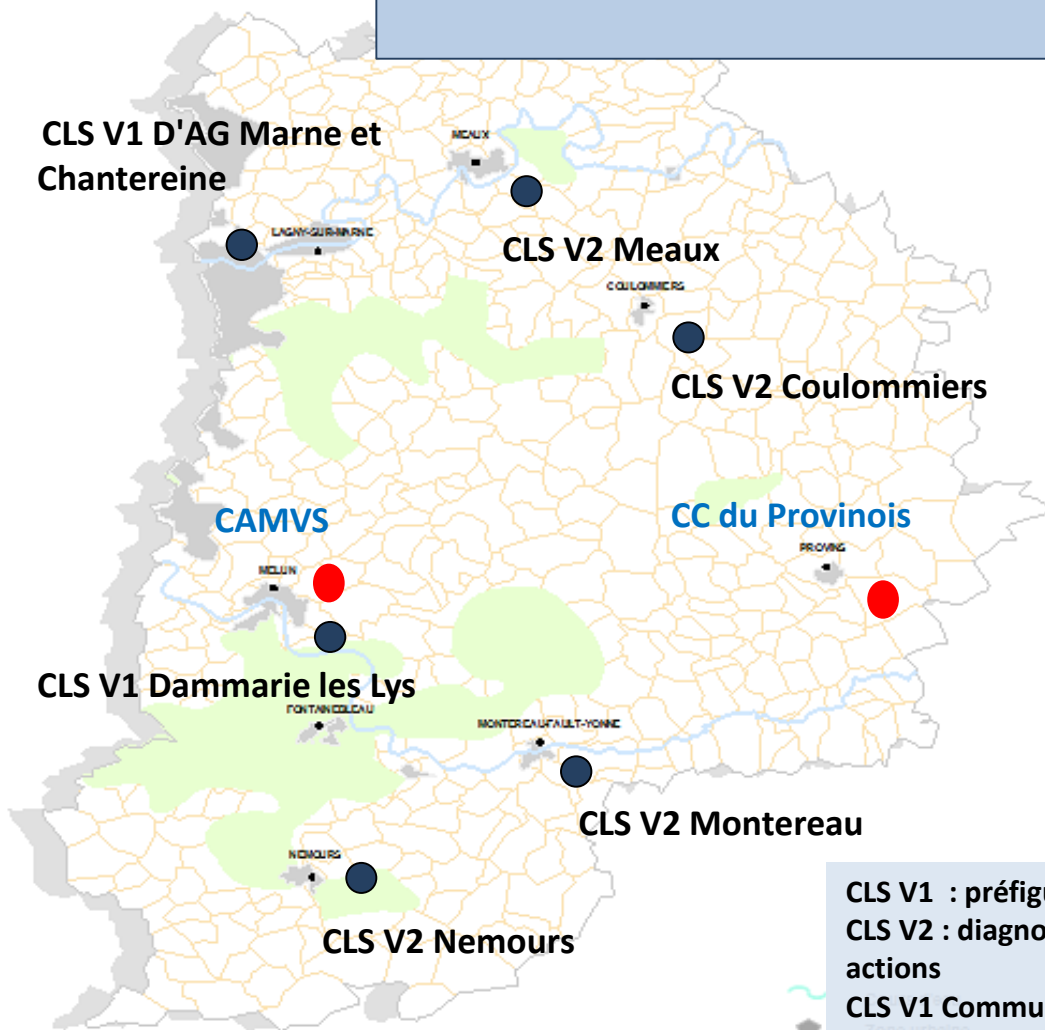 CLS V1 D'AG Marne et
Chantereine
MEAUX
LAGNY-SUR-MARNE
CLS V2 Meaux
COULOMMIERS
CLS V2 Coulommiers
CAMVS
CC du Provinois
PROVINS
MELUN
CLS V1 Dammarie les Lys
FONTAINEBLEAU
MONTEREAU-FAULT-YONNE
CLS V2 Montereau
NEMOURS
CLS V2 Nemours
CLS V1 : préfigu
CLS V2 : diagno
actions
CLS V1 Commu